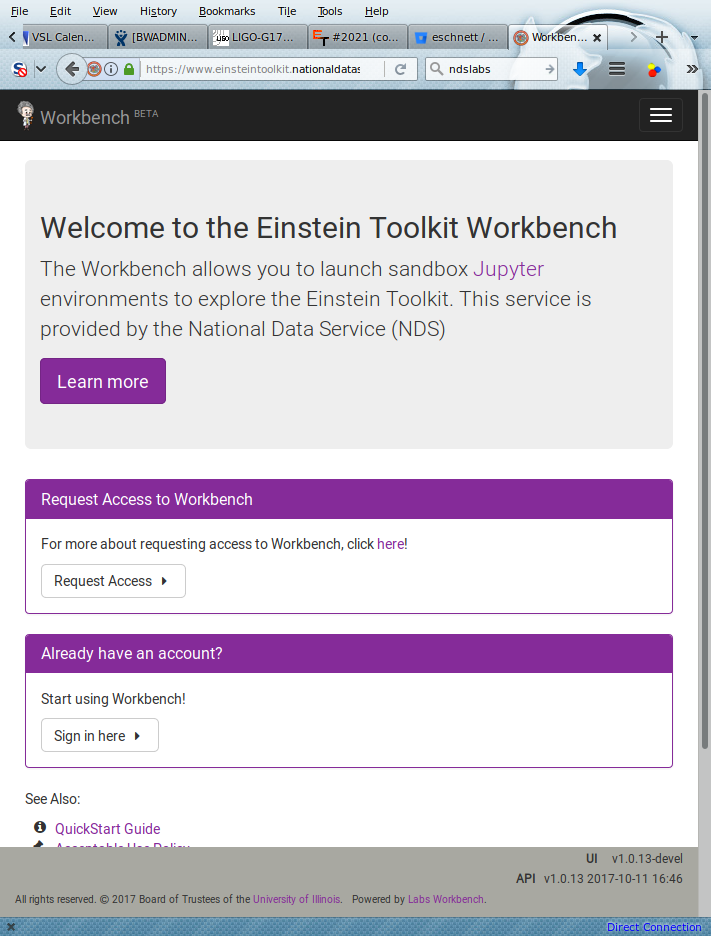 File Edit View History Bookmarks Tile Tools Help
VSL Calen... [BWADMIN... LIGO-G17... #2021 (co... eschnett / ... Workben...
https://www.einsteintoolkit.nationaldatas ndslabs
Workbench BETA
Welcome to the Einstein Toolkit Workbench
The Workbench allows you to launch sandbox Jupyter
environments to explore the Einstein Toolkit. This service is
provided by the National Data Service (NDS)
Learn more
Request Access to Workbench
For more about requesting access to Workbench, click here!
Request Access
Already have an account?
Start using Workbench!
Sign in here
See Also:
QuickStart Guide
Acceptable Use Policy
UI v1.0.13-devel
API v1.0.13 2017-10-11 16:46
All rights reserved. © 2017 Board of Trustees of the University of Illinois. Powered by Labs Workbench.
Direct Connection